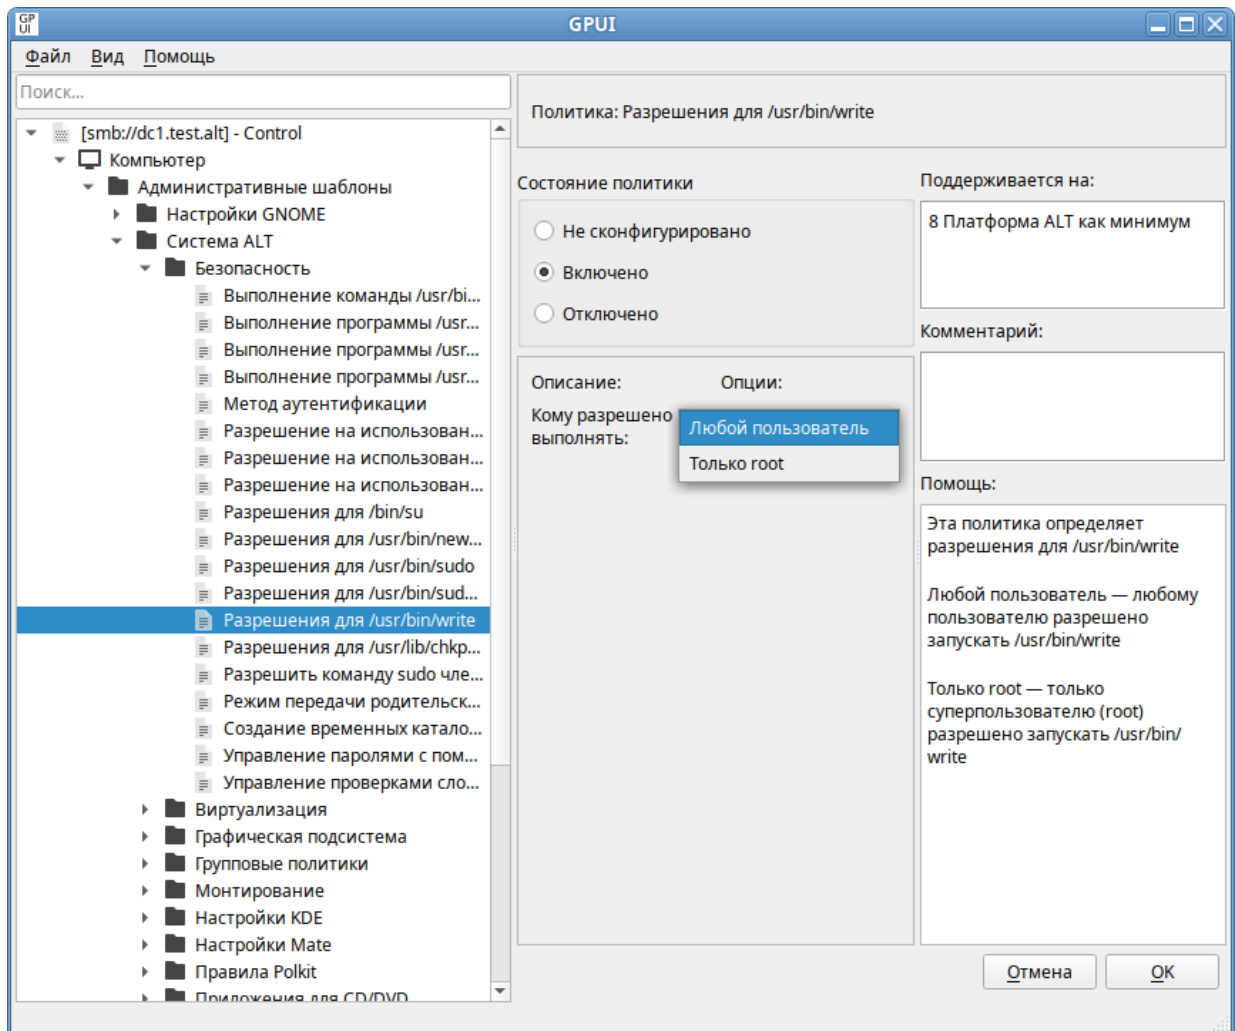 GP
UI
GPUI
Файл Вид Помощь
Поиск...
[smb://dc1.test.alt] - Control
Компьютер
Административные шаблоны
Настройки GNOME
Система ALT
Безопасность
Выполнение команды /usr/bi...
Выполнение программы /usr...
Выполнение программы /usr...
Выполнение программы /usr...
Метод аутентификации
Разрешение на использован...
Разрешение на использован...
Разрешение на использован...
Разрешения для /bin/su
Разрешения для /usr/bin/new...
Разрешения для /usr/bin/sudo
Разрешения для /usr/bin/sud...
Разрешения для /usr/bin/write
Разрешения для /usr/lib/chkp...
Разрешить команду sudo чле...
Режим передачи родительск...
Создание временных катало...
Управление паролями с пом...
Управление проверками сло...
Виртуализация
Графическая подсистема
Групповые политики
Монтирование
Настройки KDE
Настройки Mate
Правила Polkit
Приложения для CD/DVD
Политика: Разрешения для /usr/bin/write
Состояние политики
Не сконфигурировано
Включено
Отключено
Описание: Опции:
Кому разрешено
выполнять:
Любой пользователь
Только root
Поддерживается на:
8 Платформа ALT как минимум
Комментарий:
Помощь:
Эта политика определяет
разрешения для /usr/bin/write
Любой пользователь — любому
пользователю разрешено
запускать /usr/bin/write
Только root — только
суперпользователю (root)
разрешено запускать /usr/bin/
write
Отмена OK